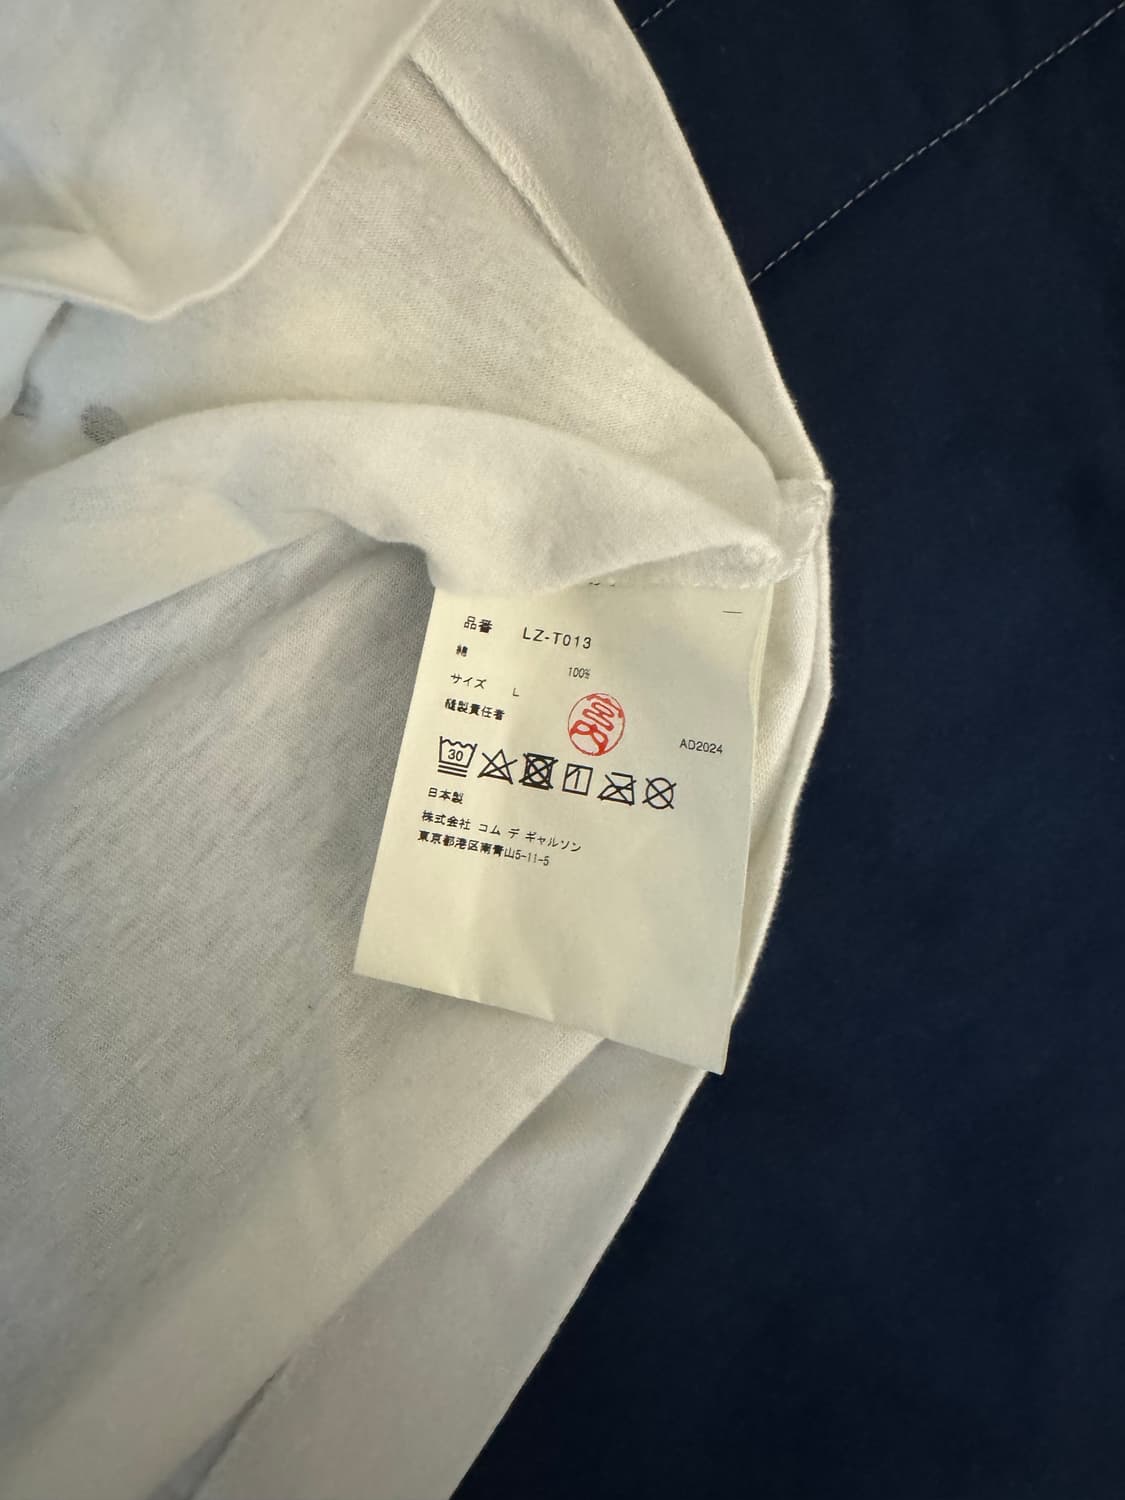 品番 LZ-T013
綿 100%
サイズ L
縫製責任者
AD2024
30
日本製
株式会社 コム デ ギャルソン
東京都港区南青山5-11-5